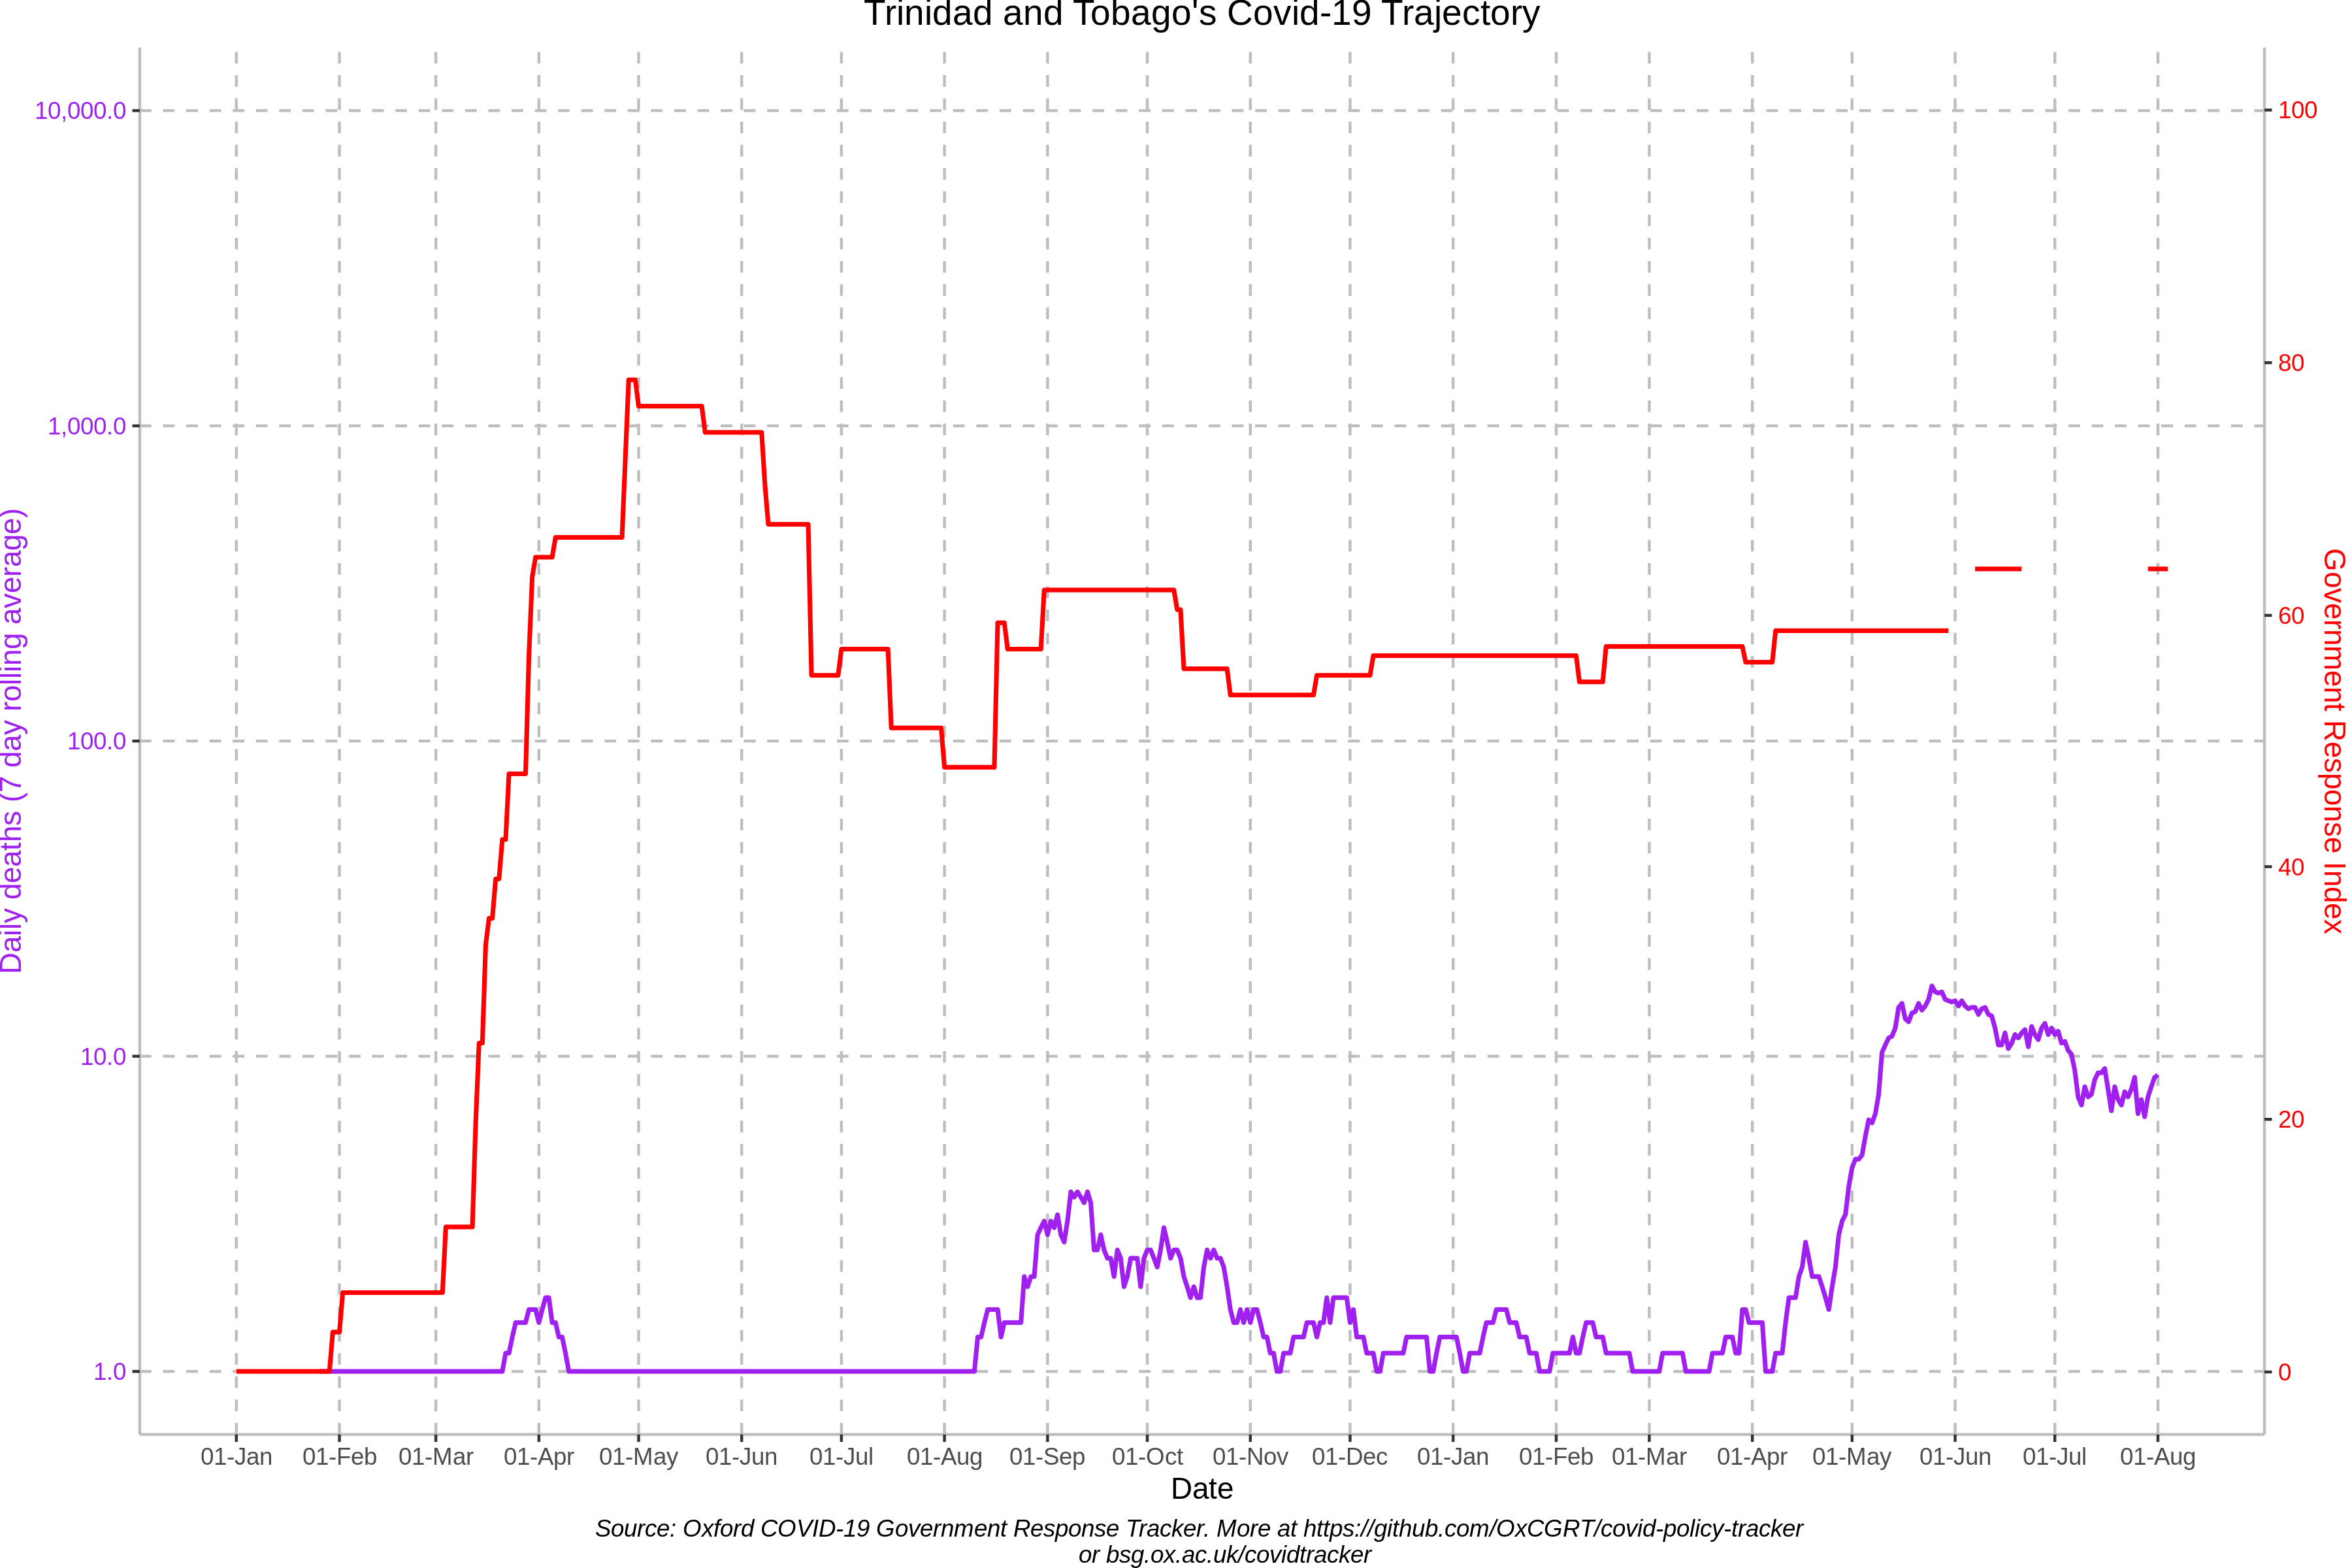 Trinidad and Tobago's Covid-19 Trajectory
10,000.0
1,000.0
100.0
10.0
1.0
Daily deaths (7 day rolling average)
100
80
60
40
20
0
Government Response Index
01-Jan 01-Feb 01-Mar 01-Apr 01-May 01-Jun 01-Jul 01-Aug 01-Sep 01-Oct 01-Nov 01-Dec 01-Jan 01-Feb 01-Mar 01-Apr 01-May 01-Jun 01-Jul 01-Aug
Date
Source: Oxford COVID-19 Government Response Tracker. More at https://github.com/OxCGRT/covid-policy-tracker
or bsg.ox.ac.uk/covidtracker